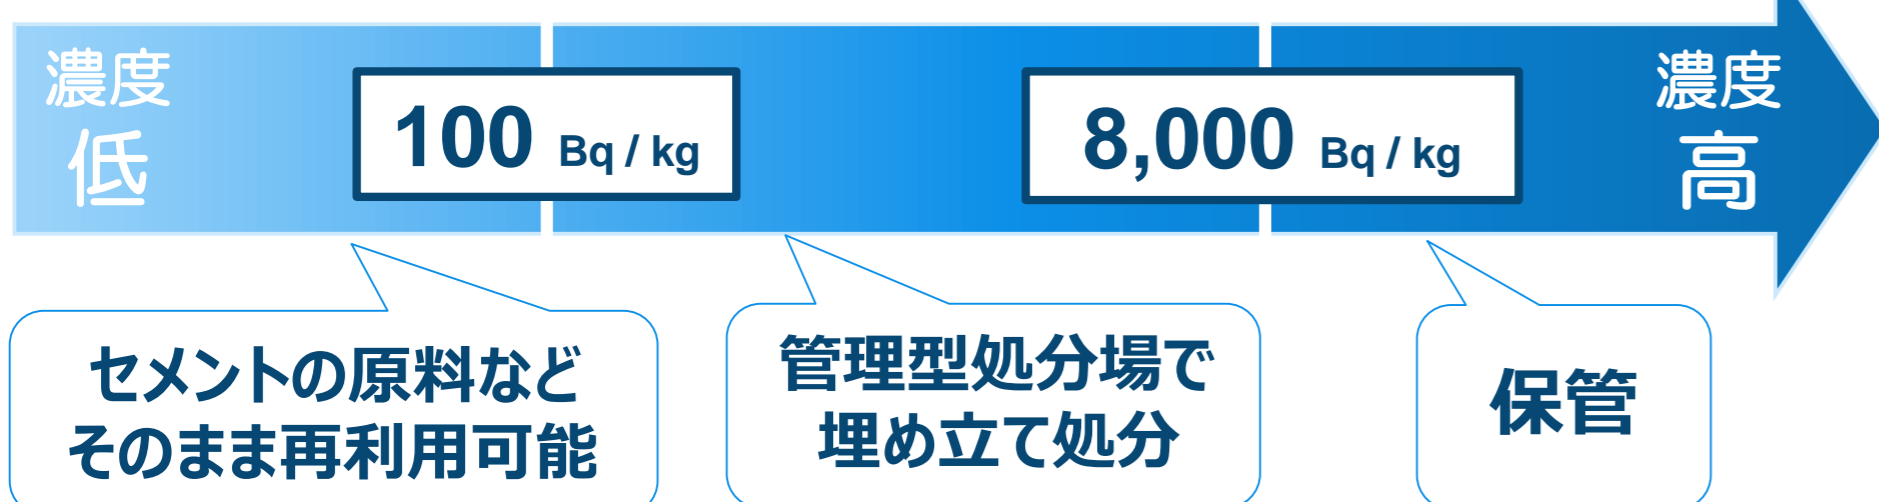 濃度
低
100 Bq / kg
8,000 Bq / kg
濃度
高
セメントの原料など
そのまま再利用可能
管理型処分場で
埋め立て処分
保管